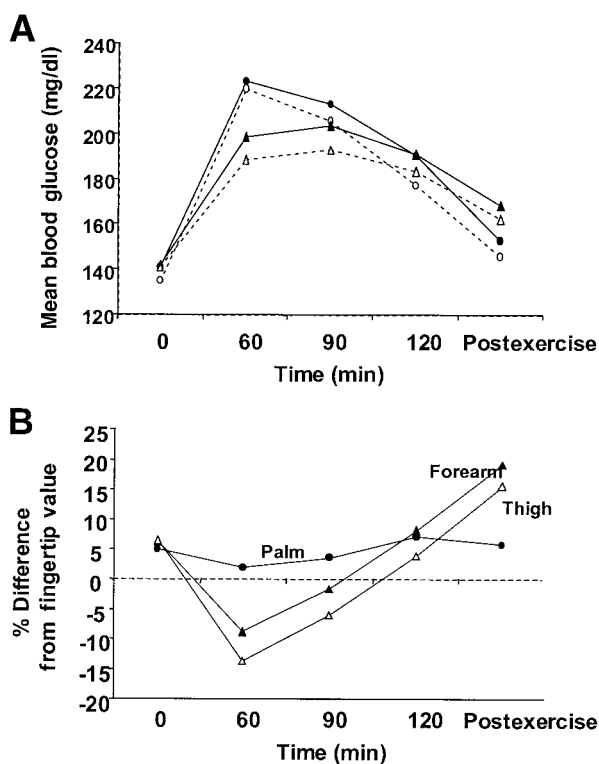 A
Mean blood glucose (mg/dl)
240
220
200
180
160
140
120
0 60 90 120 Postexercise
Time (min)
B
% Difference
from fingertip value
25
20
15
10
5
0
-5
-10
-15
-20
Forearm
Thigh
Palm
0 60 90 120 Postexercise
Time (min)